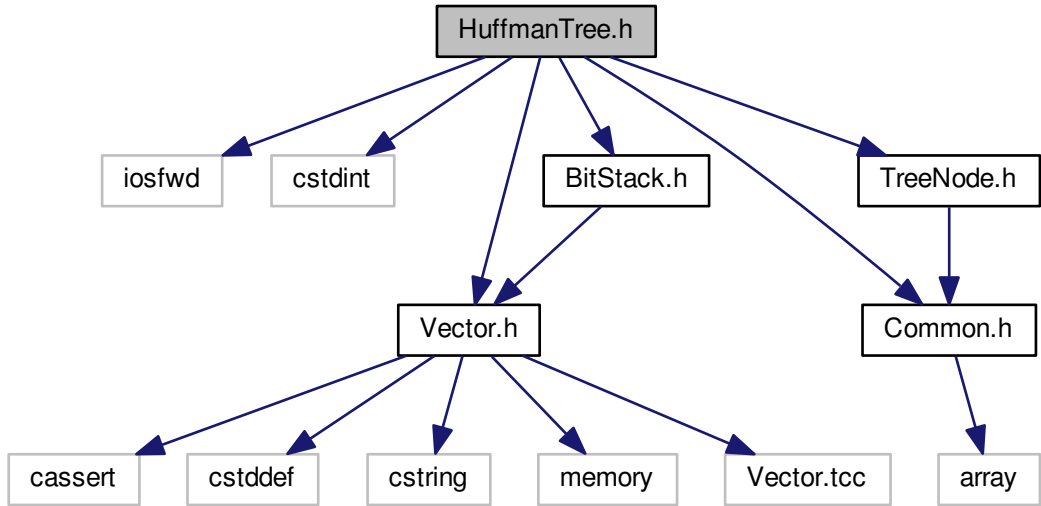 HuffmanTree.h
iosfwd
cstdint
BitStack.h
TreeNode.h
Vector.h
Common.h
cassert
cstddef
cstring
memory
Vector.tcc
array